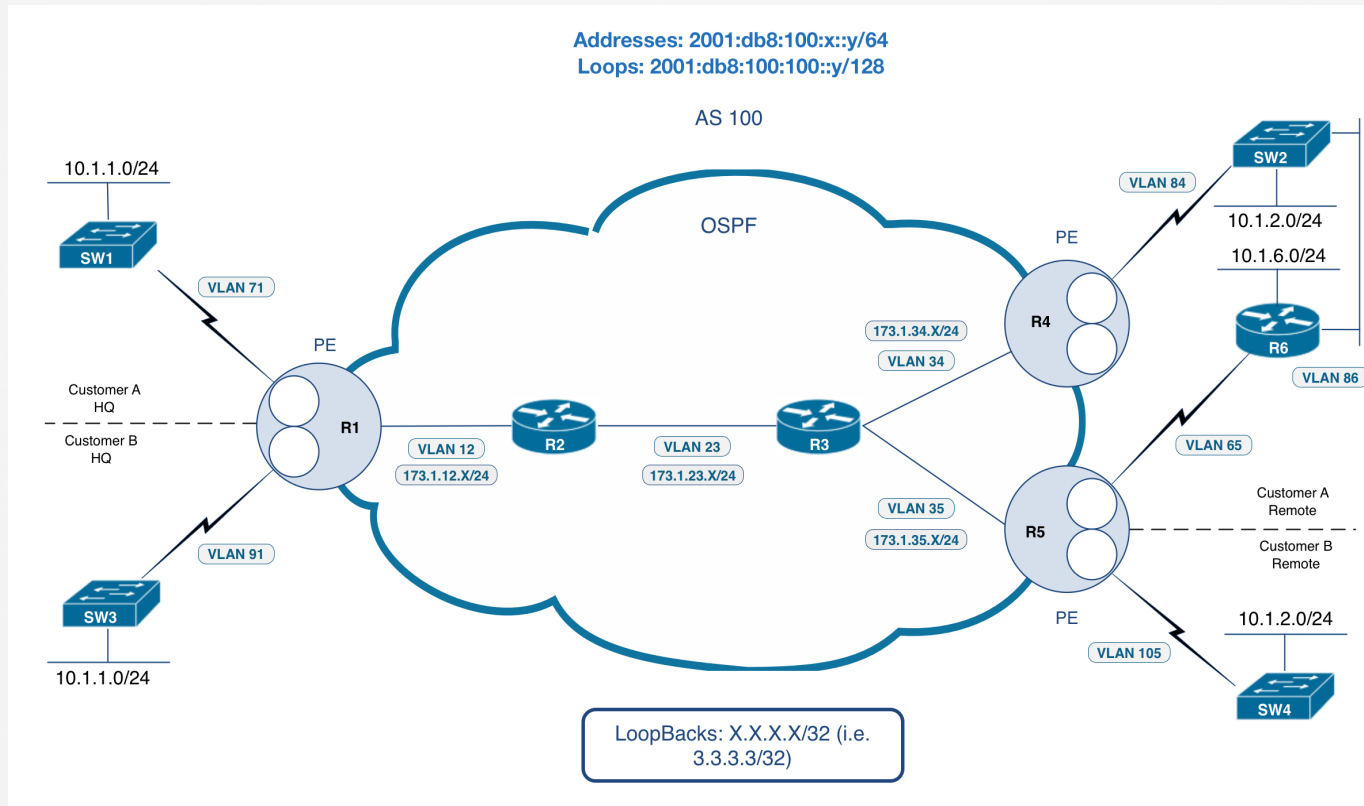 Addresses: 2001:db8:100:x::y/64
Loops: 2001:db8:100:100::y/128
AS 100
10.1.1.0/24
SW1
VLAN 71
OSPF
SW2
VLAN 84
10.1.2.0/24
10.1.6.0/24
PE
R4
R6
VLAN 86
173.1.34.X/24
VLAN 34
PE
Customer A
HQ
Customer B
HQ
R1
VLAN 12
173.1.12.X/24
R2
VLAN 23
173.1.23.X/24
R3
VLAN 65
VLAN 35
173.1.35.X/24
R5
Customer A
Remote
Customer B
Remote
VLAN 91
SW3
10.1.1.0/24
PE
VLAN 105
10.1.2.0/24
SW4
LoopBacks: X.X.X.X/32 (i.e.
3.3.3.3/32)